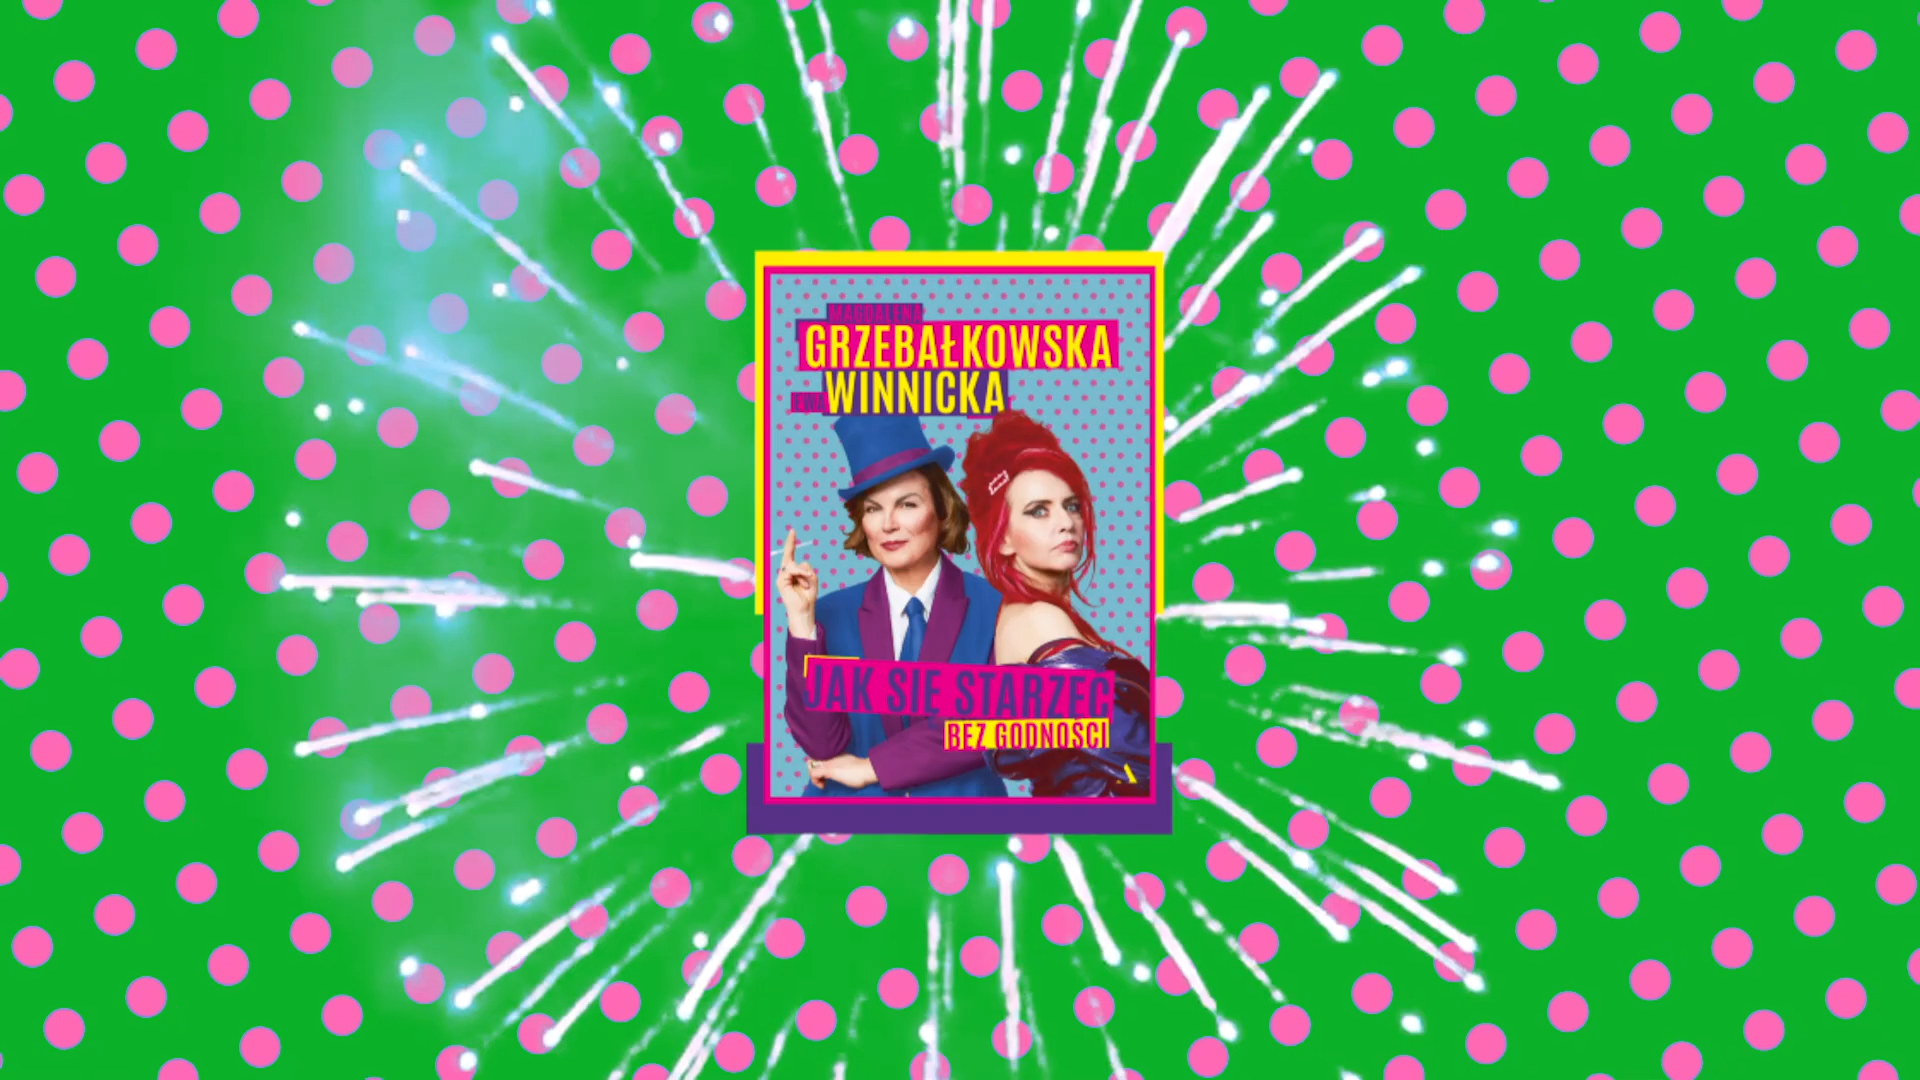 MAGDALENA
GRZEBAŁKOWSKA
EWA WINNICKA
JAK SIĘ STARZEĆ
BEZ GODNOŚCI